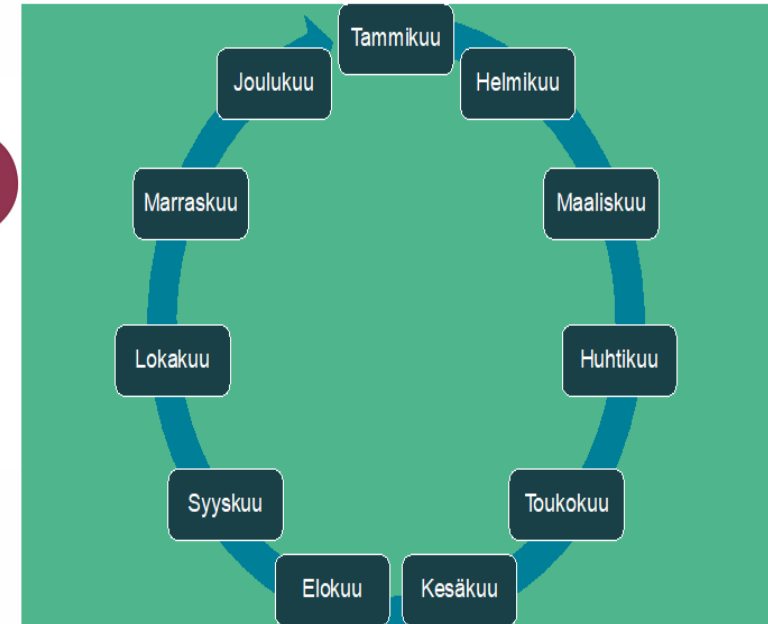 Tammikuu
Helmikuu
Maaliskuu
Huhtikuu
Toukokuu
Kesäkuu
Elokuu
Syyskuu
Lokakuu
Marraskuu
Joulukuu